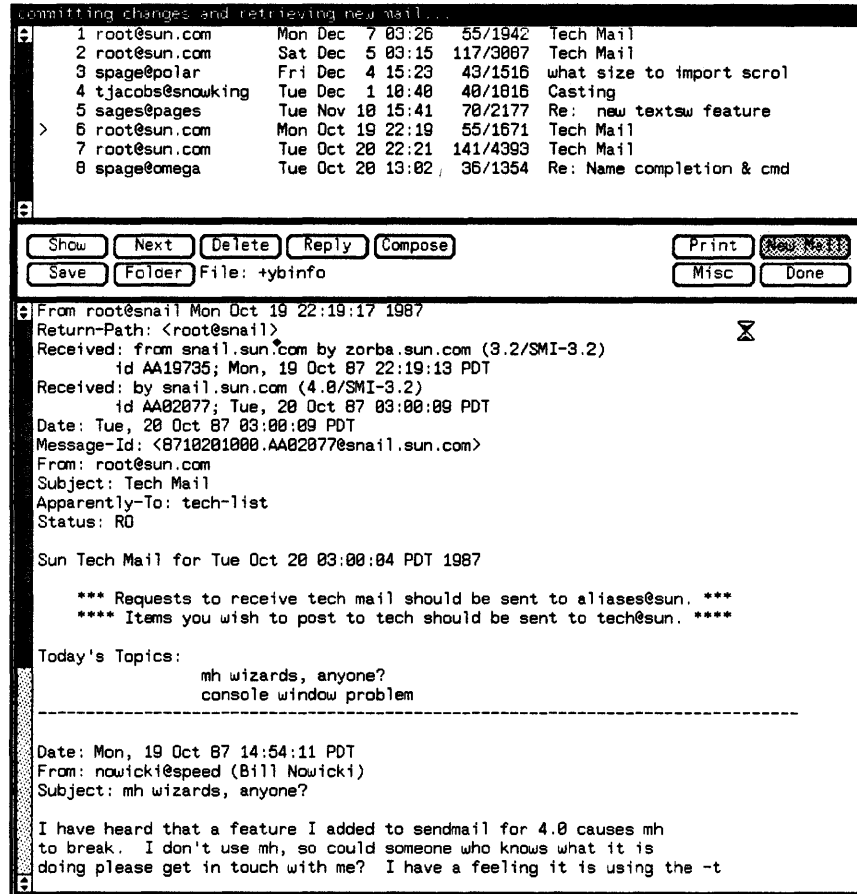 committing changes and retrieving new mail...
1 root@sun.com Mon Dec 7 03:26 55/1942 Tech Mail
2 root@sun.com Sat Dec 5 03:15 117/3087 Tech Mail
3 spage@polar Fri Dec 4 15:23 43/1516 what size to import scrol
4 tjacobs@snowking Tue Dec 1 10:40 40/1016 Casting
5 sages@pages Tue Nov 10 15:41 70/2177 Re: new textsw feature
> 6 root@sun.com Mon Oct 19 22:19 55/1671 Tech Mail
7 root@sun.com Tue Oct 20 22:21 141/4393 Tech Mail
8 spage@omega Tue Oct 20 13:02 36/1354 Re: Name completion & cmd
Show Next Delete Reply Compose Print New Mail
Save Folder File: +ybinfo Misc Done
From root@snail Mon Oct 19 22:19:17 1987
Return-Path: <root@snail>
Received: from snail.sun.com by zorba.sun.com (3.2/SMI-3.2)
id AA19735; Mon, 19 Oct 87 22:19:13 PDT
Received: by snail.sun.com (4.0/SMI-3.2)
id AA02077; Tue, 20 Oct 87 03:00:09 PDT
Date: Tue, 20 Oct 87 03:00:09 PDT
Message-Id: <8710201000.AA02077@snail.sun.com>
From: root@sun.com
Subject: Tech Mail
Apparently-To: tech-list
Status: RO
Sun Tech Mail for Tue Oct 20 03:00:04 PDT 1987
*** Requests to receive tech mail should be sent to aliases@sun. ***
**** Items you wish to post to tech should be sent to tech@sun. ****
Today's Topics:
mh wizards, anyone?
console window problem
--------------------------------------------------------------------------------
Date: Mon, 19 Oct 87 14:54:11 PDT
From: nowicki@speed (Bill Nowicki)
Subject: mh wizards, anyone?
I have heard that a feature I added to sendmail for 4.0 causes mh
to break. I don't use mh, so could someone who knows what it is
doing please get in touch with me? I have a feeling it is using the -t